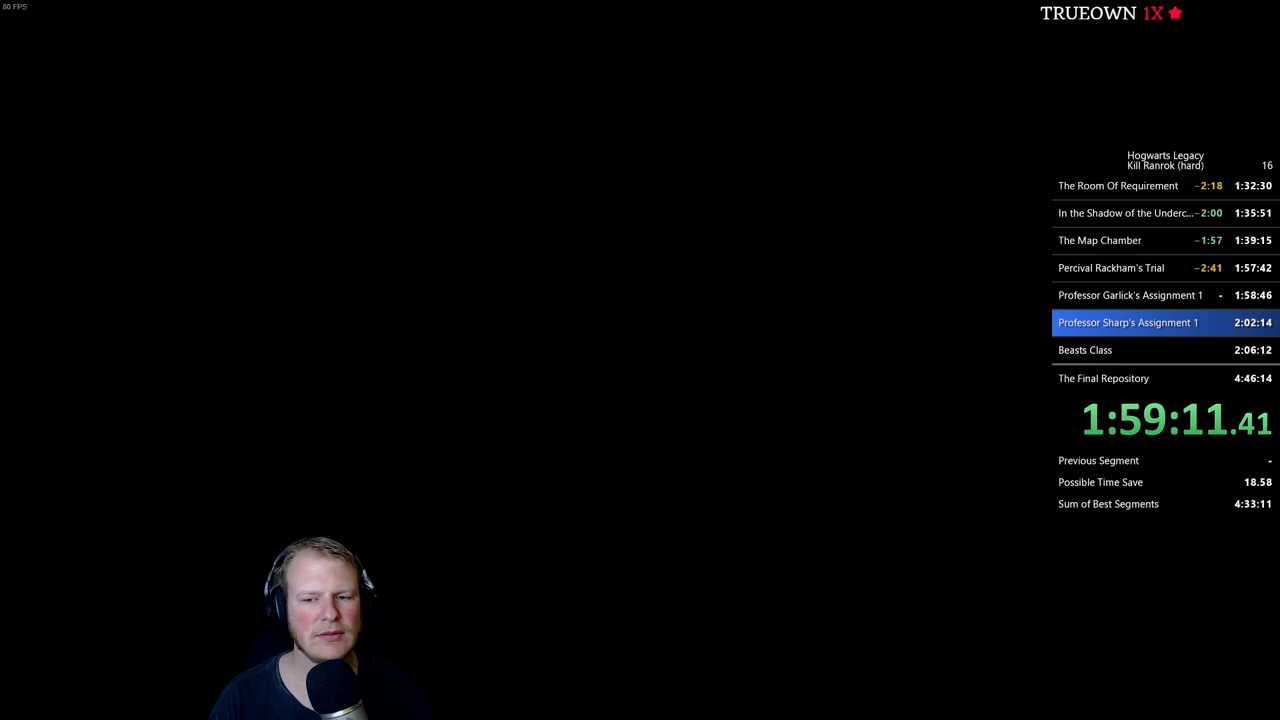 80 FPS
TRUEOWN 1X
Hogwarts Legacy
Kill Ranrok (hard) 16
The Room Of Requirement −2:18 1:32:30
In the Shadow of the Underc... −2:00 1:35:51
The Map Chamber −1:57 1:39:15
Percival Rackham's Trial −2:41 1:57:42
Professor Garlick's Assignment 1 - 1:58:46
Professor Sharp's Assignment 1 2:02:14
Beasts Class 2:06:12
The Final Repository 4:46:14
1:59:11.41
Previous Segment -
Possible Time Save 18.58
Sum of Best Segments 4:33:11